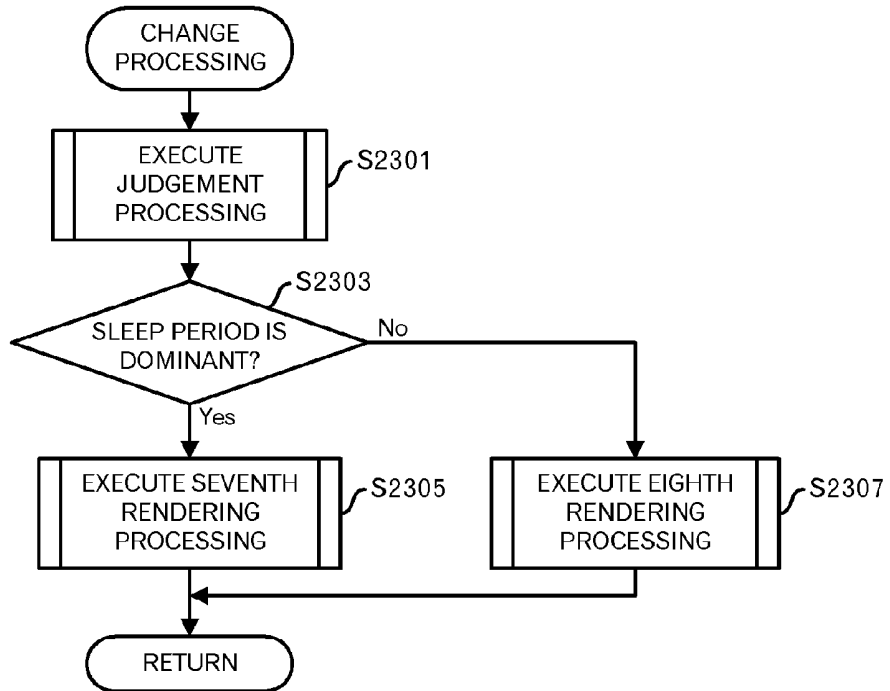 CHANGE
PROCESSING
EXECUTE
JUDGEMENT
PROCESSING
S2301
S2303
SLEEP PERIOD IS
DOMINANT?
No
Yes
EXECUTE SEVENTH
RENDERING
PROCESSING
S2305
EXECUTE EIGHTH
RENDERING
PROCESSING
S2307
RETURN